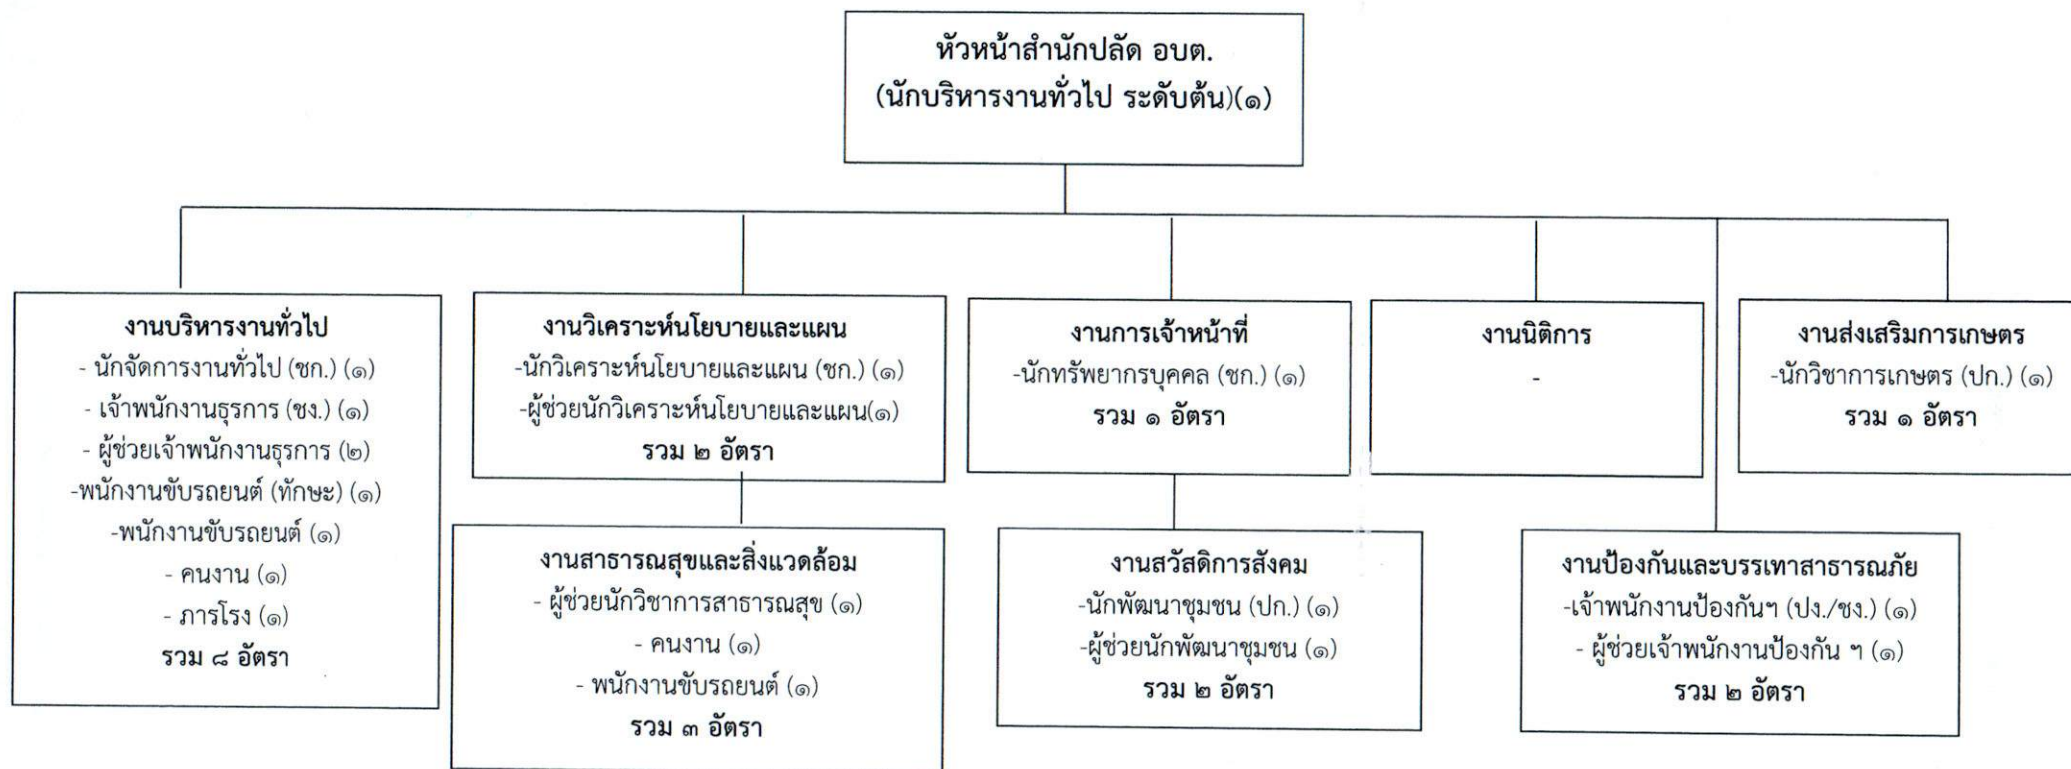 หัวหน้าสำนักปลัด อบต.
(นักบริหารงานทั่วไป ระดับต้น)(๑)
งานบริหารงานทั่วไป
- นักจัดการงานทั่วไป (ชก.) (๑)
- เจ้าพนักงานธุรการ (ชง.) (๑)
- ผู้ช่วยเจ้าพนักงานธุรการ (๒)
-พนักงานขับรถยนต์ (ทักษะ) (๑)
-พนักงานขับรถยนต์ (๑)
- คนงาน (๑)
- ภารโรง (๑)
รวม ๘ อัตรา
งานวิเคราะห์นโยบายและแผน
-นักวิเคราะห์นโยบายและแผน (ชก.) (๑)
-ผู้ช่วยนักวิเคราะห์นโยบายและแผน(๑)
รวม ๒ อัตรา
งานการเจ้าหน้าที่
-นักทรัพยากรบุคคล (ชก.) (๑)
รวม ๑ อัตรา
งานนิติการ
-
งานส่งเสริมการเกษตร
-นักวิชาการเกษตร (ปก.) (๑)
รวม ๑ อัตรา
งานสาธารณสุขและสิ่งแวดล้อม
- ผู้ช่วยนักวิชาการสาธารณสุข (๑)
- คนงาน (๑)
- พนักงานขับรถยนต์ (๑)
รวม ๓ อัตรา
งานสวัสดิการสังคม
-นักพัฒนาชุมชน (ปก.) (๑)
-ผู้ช่วยนักพัฒนาชุมชน (๑)
รวม ๒ อัตรา
งานป้องกันและบรรเทาสาธารณภัย
-เจ้าพนักงานป้องกันฯ (ปง./ชง.) (๑)
- ผู้ช่วยเจ้าพนักงานป้องกัน ฯ (๑)
รวม ๒ อัตรา